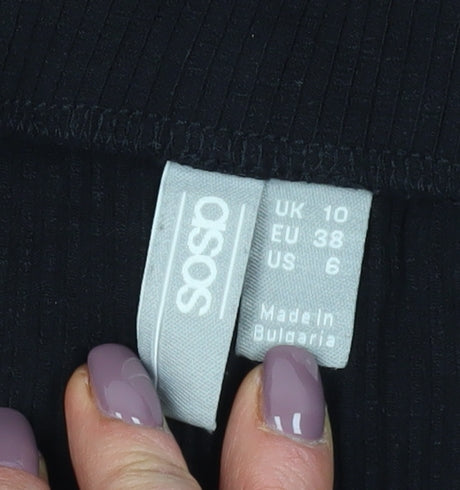 asos
UK 10
EU 38
US 6
Made in
Bulgaria